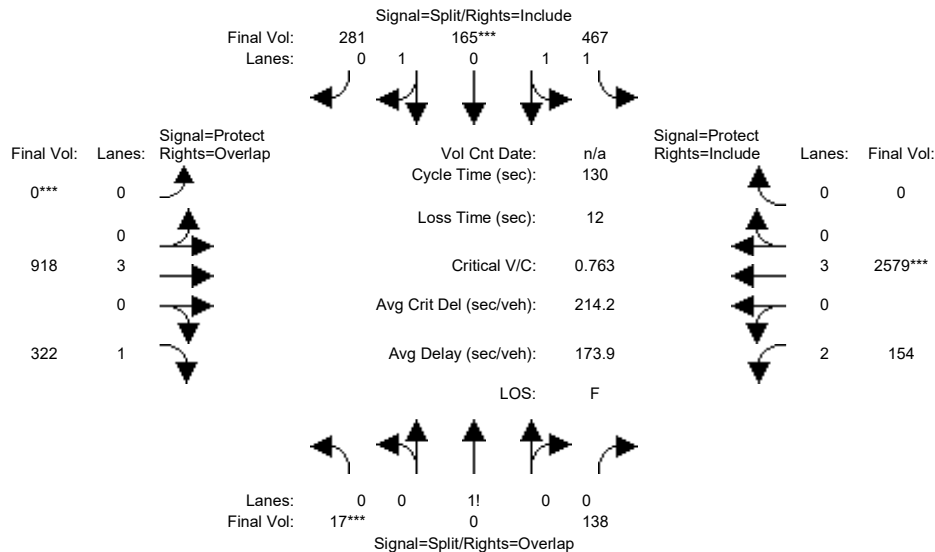 Signal=Split/Rights=Include
Final Vol: 281 165*** 467
Lanes: 0 1 0 1 1
Signal=Protect
Final Vol: Lanes: Rights=Overlap
Vol Cnt Date: n/a
Cycle Time (sec): 130
Signal=Protect
Rights=Include Lanes: Final Vol:
0*** 0
0 0
Loss Time (sec): 12
0 0
918 3
Critical V/C: 0.763
3 2579***
0
Avg Crit Del (sec/veh): 214.2
0
322 1
Avg Delay (sec/veh): 173.9
2 154
LOS: F
Lanes: 0 0 1! 0 0
Final Vol: 17*** 0 138
Signal=Split/Rights=Overlap